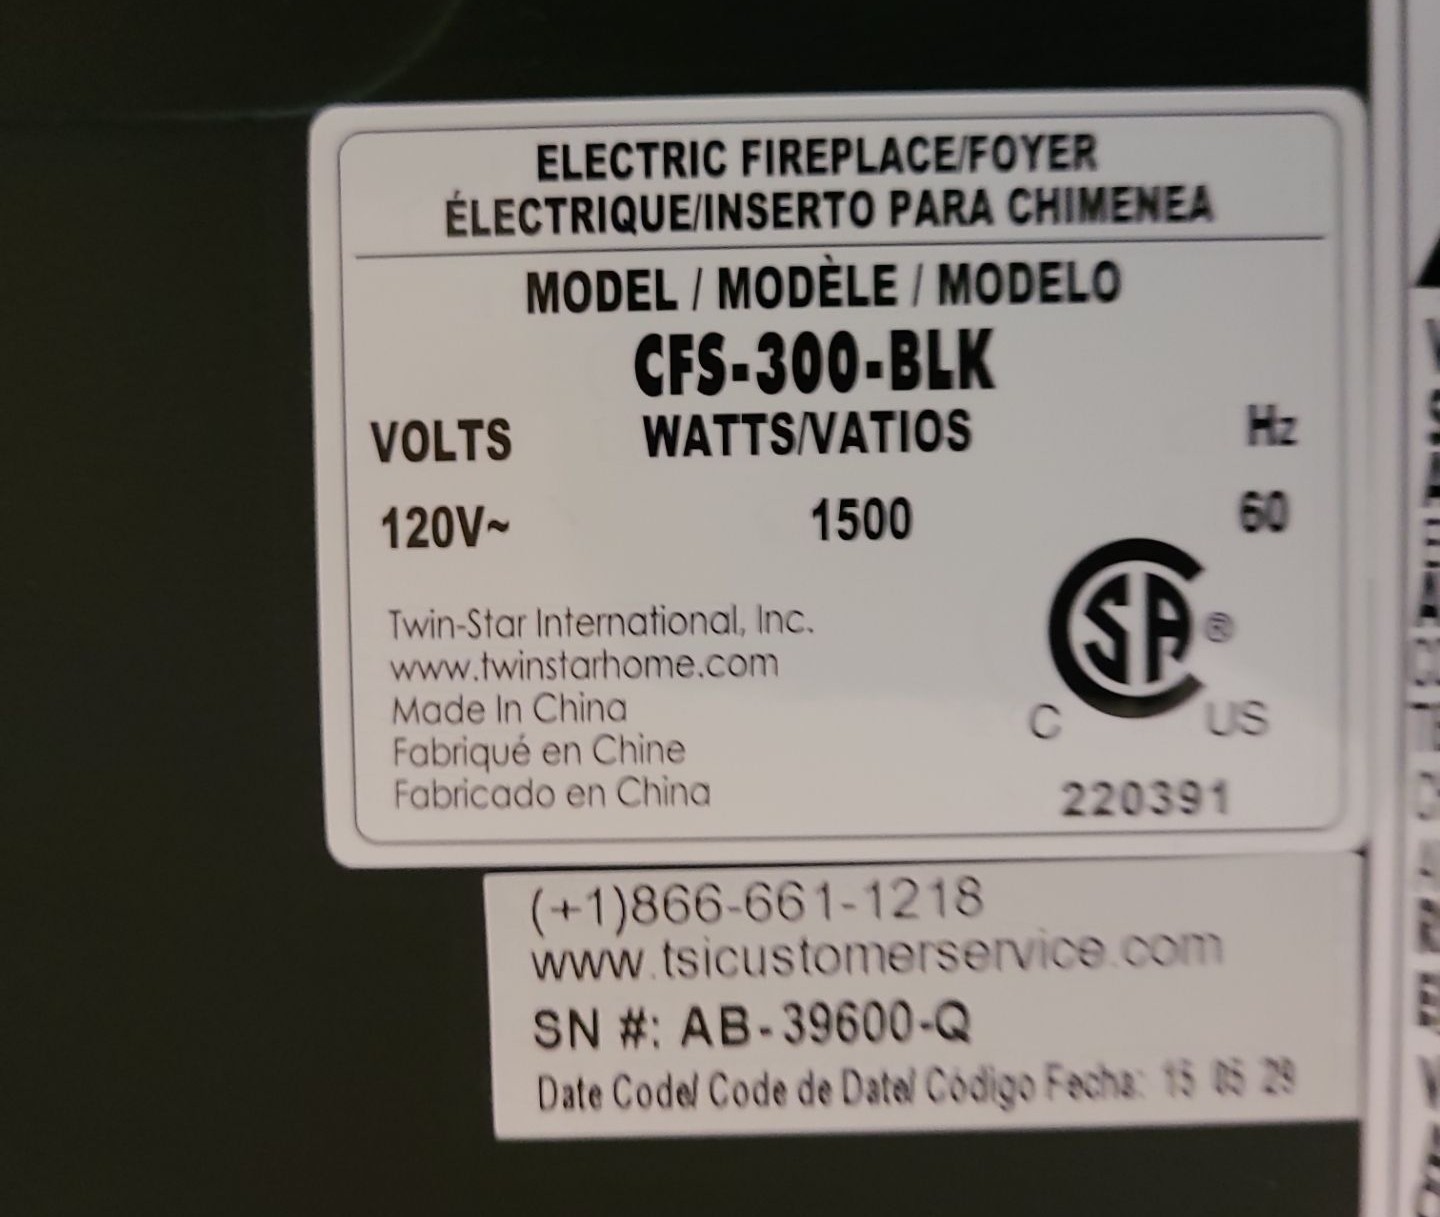 ELECTRIC FIREPLACE/FOYER
ÉLECTRIQUE/INSERTO PARA CHIMENEA
MODEL / MODÈLE / MODELO
CFS-300-BLK
VOLTS WATTS/VATIOS Hz
120V~ 1500 60
Twin-Star International, Inc.
www.twinstarhome.com
Made In China
Fabriqué en Chine
Fabricado en China
CSA®
C US
220391
(+1)866-661-1218
www.tsicustomerservice.com
SN #: AB-39600-Q
Date Code/ Code de Date/ Código Fecha: 15 05 29